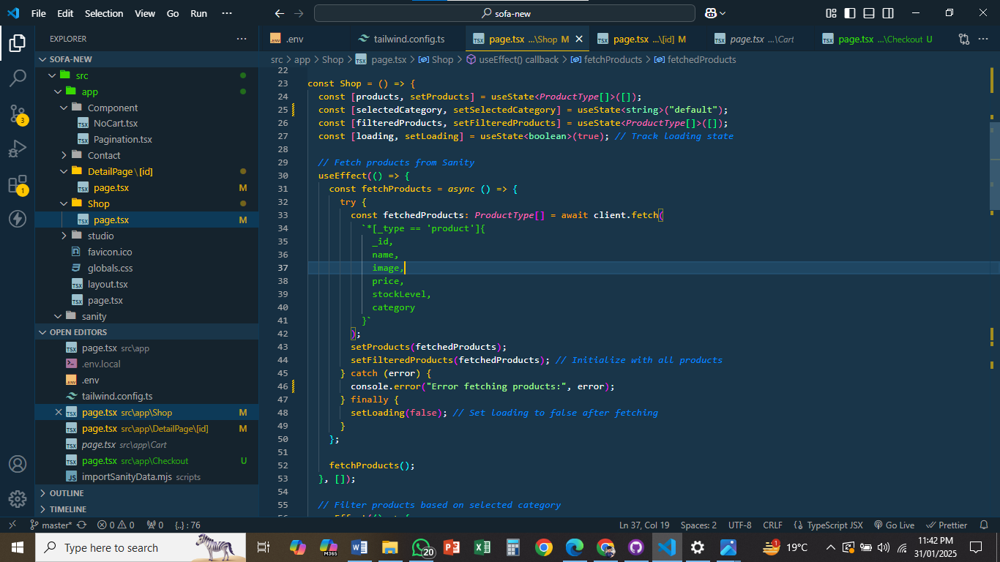 File Edit Selection View Go Run ···
sofa-new
EXPLORER
SOFA-NEW
src
app
Component
NoCart.tsx
Pagination.tsx
Contact
DetailPage\[id]
page.tsx M
Shop
page.tsx M
studio
favicon.ico
globals.css
layout.tsx
page.tsx
sanity
OPEN EDITORS
page.tsx src\app
.env.local
.env
tailwind.config.ts
page.tsx src\app\Shop M
page.tsx src\app\DetailPage\[id] M
page.tsx src\app\Cart
page.tsx src\app\Checkout U
importSanityData.mjs scripts
OUTLINE
TIMELINE
3
1
.env tailwind.config.ts page.tsx ...\Shop M page.tsx ...\[id] M page.tsx ...\Cart page.tsx ...\Checkout U
src > app > Shop > page.tsx > Shop > useEffect() callback > fetchProducts > fetchedProducts
22
23 const Shop = () => {
24 const [products, setProducts] = useState<ProductType[]>([]);
25 const [selectedCategory, setSelectedCategory] = useState<string>("default");
26 const [filteredProducts, setFilteredProducts] = useState<ProductType[]>([]);
27 const [loading, setLoading] = useState<boolean>(true); // Track loading state
28
29 // Fetch products from Sanity
30 useEffect(() => {
31 const fetchProducts = async () => {
32 try {
33 const fetchedProducts: ProductType[] = await client.fetch(
34 `*[_type == 'product']{
35 _id,
36 name,
37 image,
38 price,
39 stockLevel,
40 category
41 }`
42 );
43 setProducts(fetchedProducts);
44 setFilteredProducts(fetchedProducts); // Initialize with all products
45 } catch (error) {
46 console.error("Error fetching products:", error);
47 } finally {
48 setLoading(false); // Set loading to false after fetching
49 }
50 };
51
52 fetchProducts();
53 }, []);
54
55 // Filter products based on selected category
master* 0 0 0 {..} : 76 Ln 37, Col 19 Spaces: 2 UTF-8 CRLF TypeScript JSX Go Live Prettier
Type here to search
M365
20
1
19°C
11:42 PM
31/01/2025